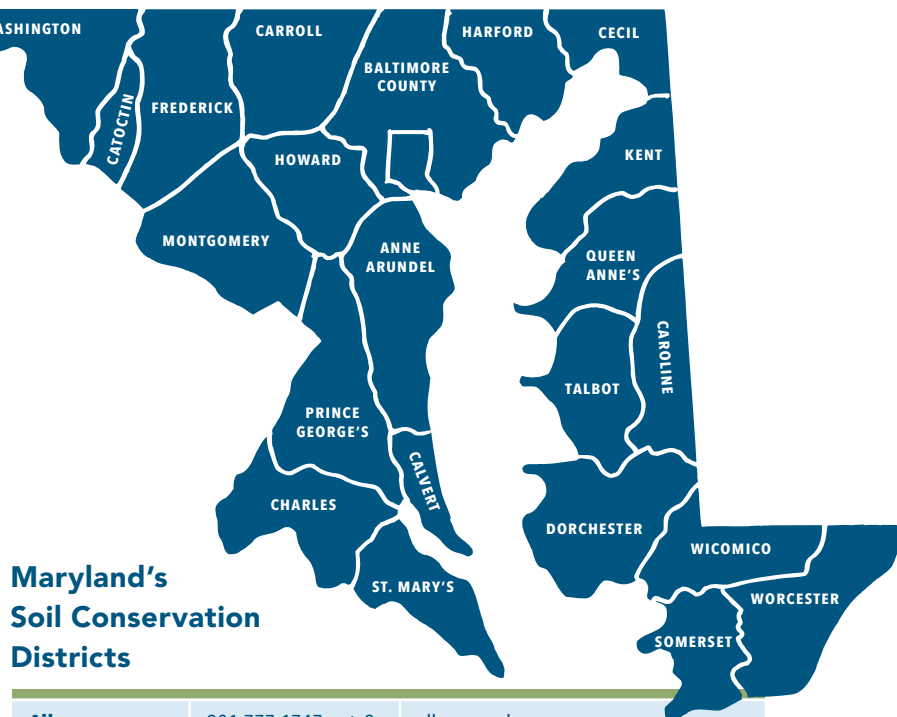 CARROLL
HARFORD
CECIL
BALTIMORE
COUNTY
CATOCTIN
FREDERICK
HOWARD
KENT
MONTGOMERY
ANNE
ARUNDEL
QUEEN
ANNE'S
CAROLINE
TALBOT
PRINCE
GEORGE'S
CALVERT
CHARLES
DORCHESTER
WICOMICO
ST. MARY'S
WORCESTER
SOMERSET
Maryland's
Soil Conservation
Districts